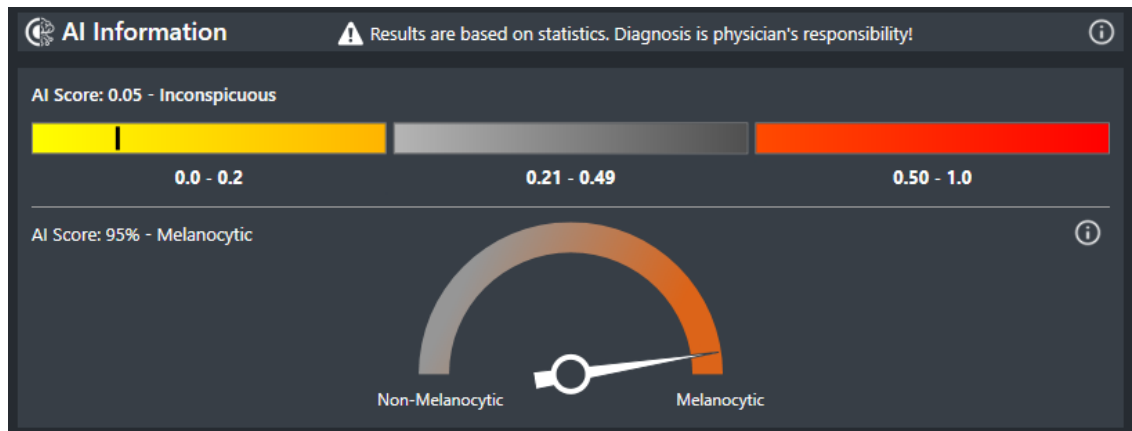 AI Information
Results are based on statistics. Diagnosis is physician's responsibility!
AI Score: 0.05 - Inconspicuous
0.0 - 0.2
0.21 - 0.49
0.50 - 1.0
AI Score: 95% - Melanocytic
Non-Melanocytic
Melanocytic